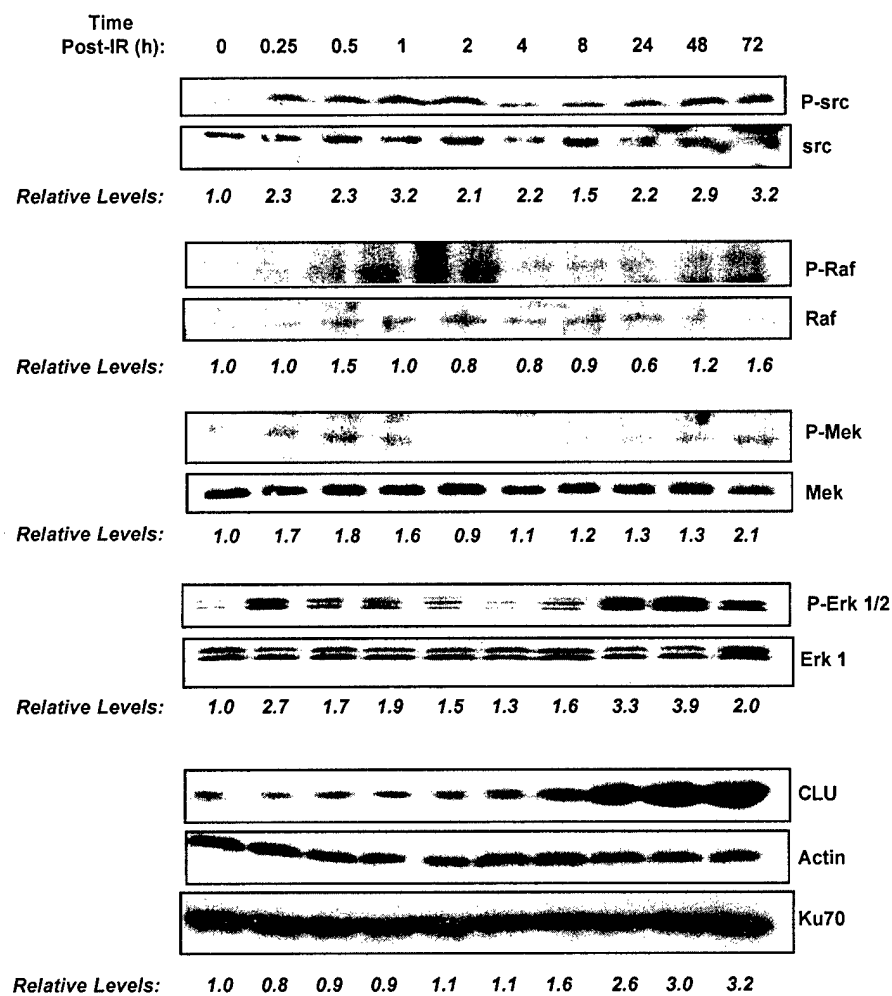 Time
Post-IR (h): 0 0.25 0.5 1 2 4 8 24 48 72
P-src
src
Relative Levels: 1.0 2.3 2.3 3.2 2.1 2.2 1.5 2.2 2.9 3.2
P-Raf
Raf
Relative Levels: 1.0 1.0 1.5 1.0 0.8 0.8 0.9 0.6 1.2 1.6
P-Mek
Mek
Relative Levels: 1.0 1.7 1.8 1.6 0.9 1.1 1.2 1.3 1.3 2.1
P-Erk 1/2
Erk 1
Relative Levels: 1.0 2.7 1.7 1.9 1.5 1.3 1.6 3.3 3.9 2.0
CLU
Actin
Ku70
Relative Levels: 1.0 0.8 0.9 0.9 1.1 1.1 1.6 2.6 3.0 3.2